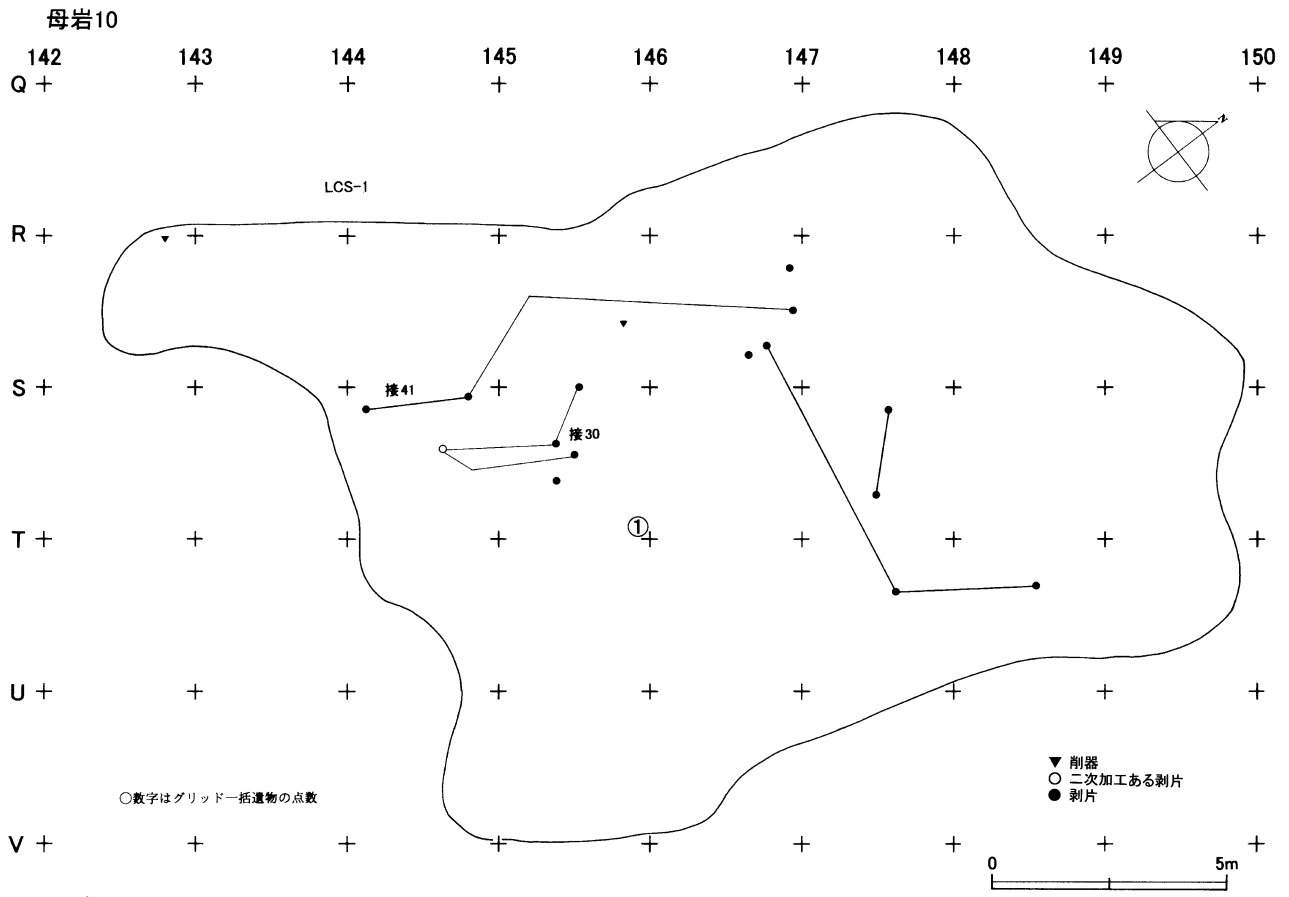 母岩10
142 143 144 145 146 147 148 149 150
Q
N
LCS-1
R
S
接41
接30
①
T
U
▼ 削器
○ 二次加工ある剥片
● 剥片
○数字はグリッド一括遺物の点数
V
0 5m